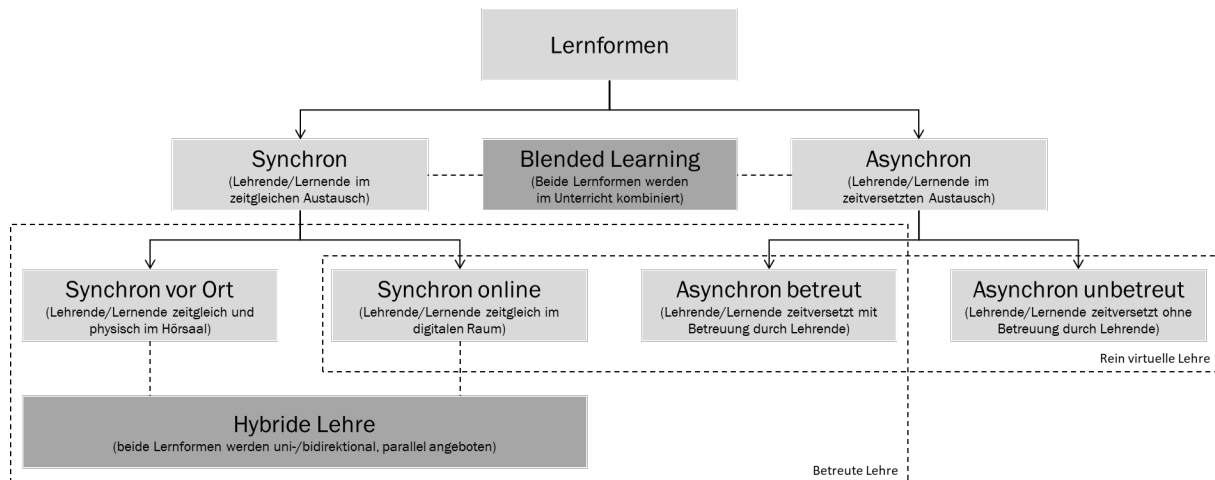 Lernformen
Synchron
(Lehrende/Lernende im
zeitgleichen Austausch)
Blended Learning
(Beide Lernformen werden
im Unterricht kombiniert)
Asynchron
(Lehrende/Lernende im
zeitversetzten Austausch)
Synchron vor Ort
(Lehrende/Lernende zeitgleich und
physisch im Hörsaal)
Synchron online
(Lehrende/Lernende zeitgleich im
digitalen Raum)
Asynchron betreut
(Lehrende/Lernende zeitversetzt mit
Betreuung durch Lehrende)
Asynchron unbetreut
(Lehrende/Lernende zeitversetzt ohne
Betreuung durch Lehrende)
Rein virtuelle Lehre
Hybride Lehre
(beide Lernformen werden uni-/bidirektional, parallel angeboten)
Betreute Lehre